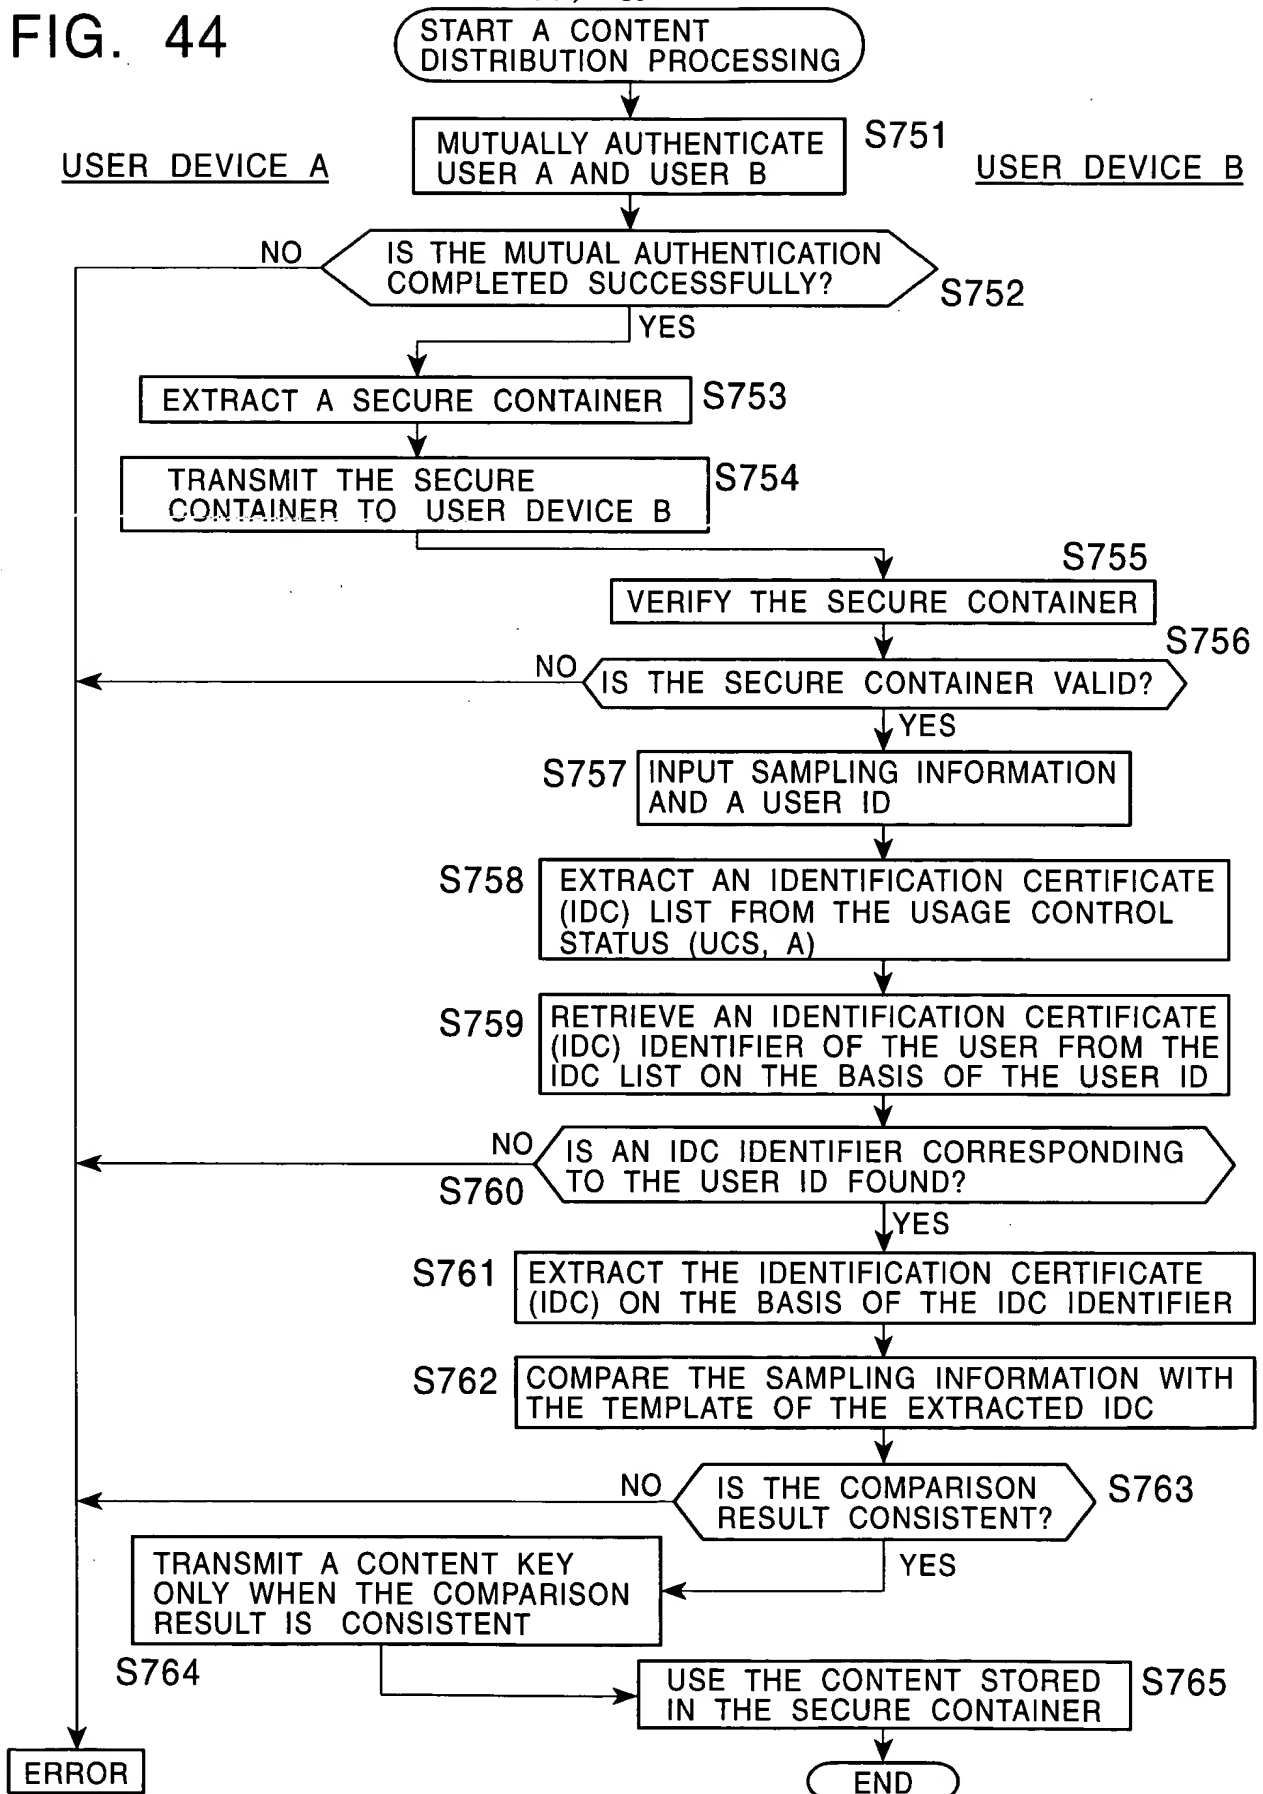 FIG. 44
START A CONTENT
DISTRIBUTION PROCESSING
USER DEVICE A
MUTUALLY AUTHENTICATE
USER A AND USER B
S751
USER DEVICE B
NO
IS THE MUTUAL AUTHENTICATION
COMPLETED SUCCESSFULLY?
S752
YES
EXTRACT A SECURE CONTAINER
S753
TRANSMIT THE SECURE
CONTAINER TO USER DEVICE B
S754
S755
VERIFY THE SECURE CONTAINER
S756
NO
IS THE SECURE CONTAINER VALID?
YES
S757
INPUT SAMPLING INFORMATION
AND A USER ID
S758
EXTRACT AN IDENTIFICATION CERTIFICATE
(IDC) LIST FROM THE USAGE CONTROL
STATUS (UCS, A)
S759
RETRIEVE AN IDENTIFICATION CERTIFICATE
(IDC) IDENTIFIER OF THE USER FROM THE
IDC LIST ON THE BASIS OF THE USER ID
NO
S760
IS AN IDC IDENTIFIER CORRESPONDING
TO THE USER ID FOUND?
YES
S761
EXTRACT THE IDENTIFICATION CERTIFICATE
(IDC) ON THE BASIS OF THE IDC IDENTIFIER
S762
COMPARE THE SAMPLING INFORMATION WITH
THE TEMPLATE OF THE EXTRACTED IDC
NO
IS THE COMPARISON
RESULT CONSISTENT?
S763
YES
TRANSMIT A CONTENT KEY
ONLY WHEN THE COMPARISON
RESULT IS CONSISTENT
S764
USE THE CONTENT STORED
IN THE SECURE CONTAINER
S765
ERROR
END